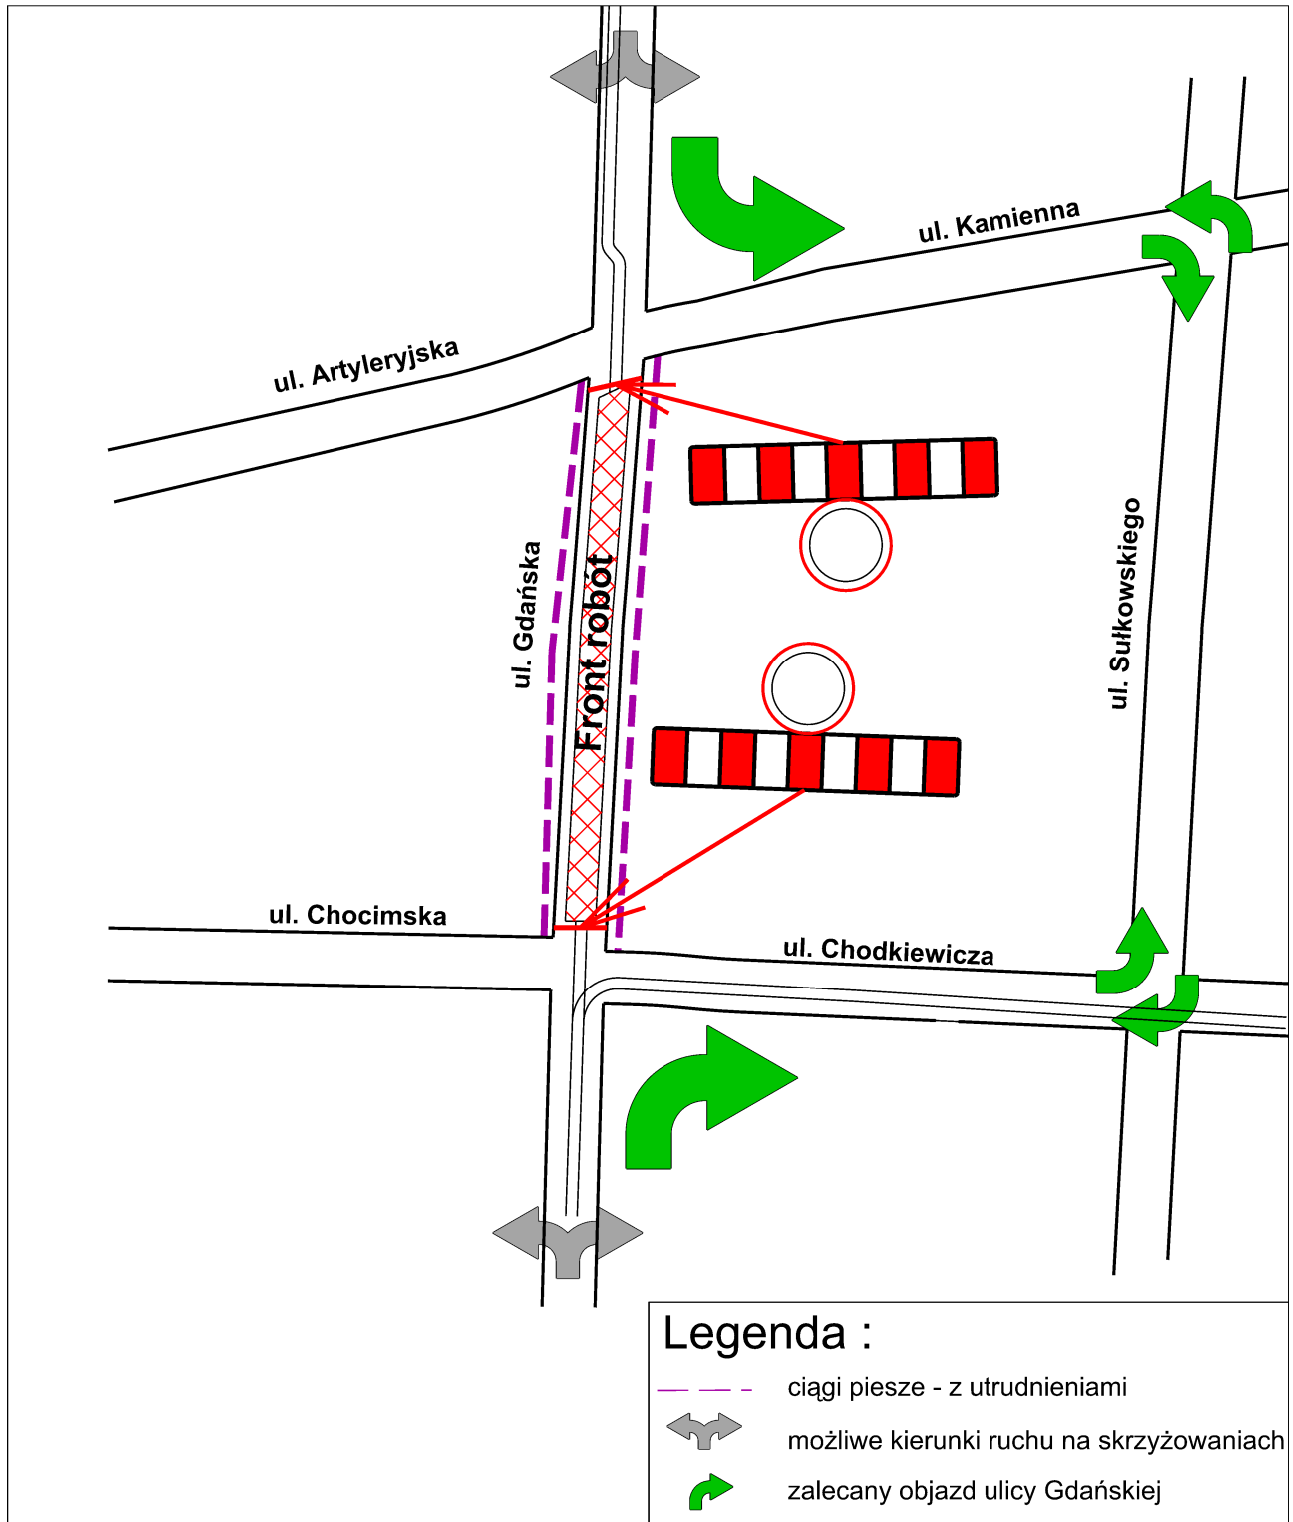 ul. Kamienna
ul. Artyleryjska
ul. Gdańska
Front robót
ul. Sułkowskiego
ul. Chocimska
ul. Chodkiewicza
Legenda :
ciągi piesze - z utrudnieniami
możliwe kierunki ruchu na skrzyżowaniach
zalecany objazd ulicy Gdańskiej